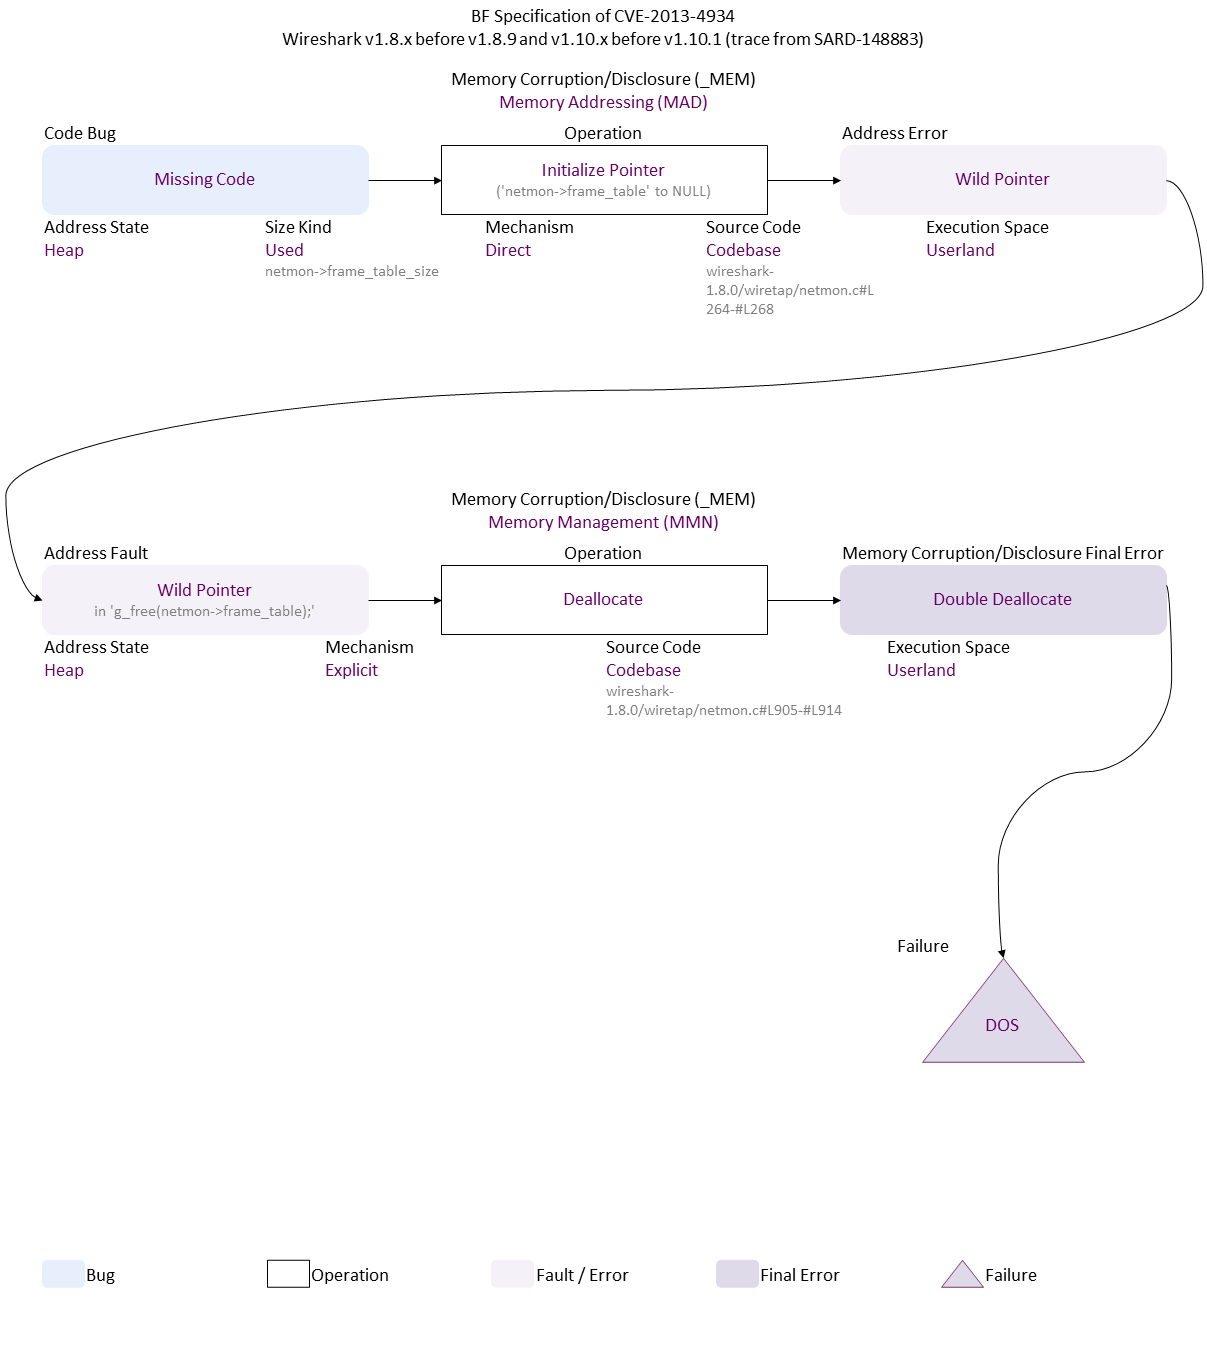 BF Specification of CVE-2013-4934
Wireshark v1.8.x before v1.8.9 and v1.10.x before v1.10.1 (trace from SARD-148883)
Memory Corruption/Disclosure (_MEM)
Memory Addressing (MAD)
Code Bug
Operation
Address Error
Missing Code
Initialize Pointer
('netmon->frame_table' to NULL)
Wild Pointer
Address State
Heap
Size Kind
Used
netmon->frame_table_size
Mechanism
Direct
Source Code
Codebase
wireshark-
1.8.0/wiretap/netmon.c#L
264-#L268
Execution Space
Userland
Memory Corruption/Disclosure (_MEM)
Memory Management (MMN)
Address Fault
Operation
Memory Corruption/Disclosure Final Error
Wild Pointer
in 'g_free(netmon->frame_table);'
Deallocate
Double Deallocate
Address State
Heap
Mechanism
Explicit
Source Code
Codebase
wireshark-
1.8.0/wiretap/netmon.c#L905-#L914
Execution Space
Userland
Failure
DOS
Bug
Operation
Fault / Error
Final Error
Failure